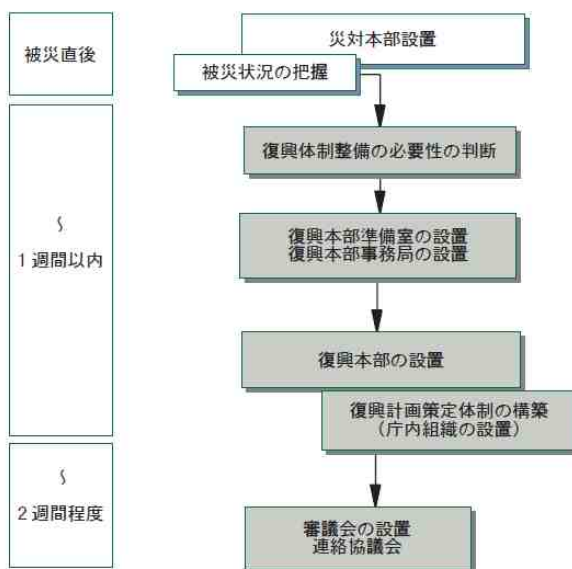 被災直後
災対本部設置
被災状況の把握
～
1週間以内
復興体制整備の必要性の判断
復興本部準備室の設置
復興本部事務局の設置
復興本部の設置
復興計画策定体制の構築
（庁内組織の設置）
～
2週間程度
審議会の設置
連絡協議会